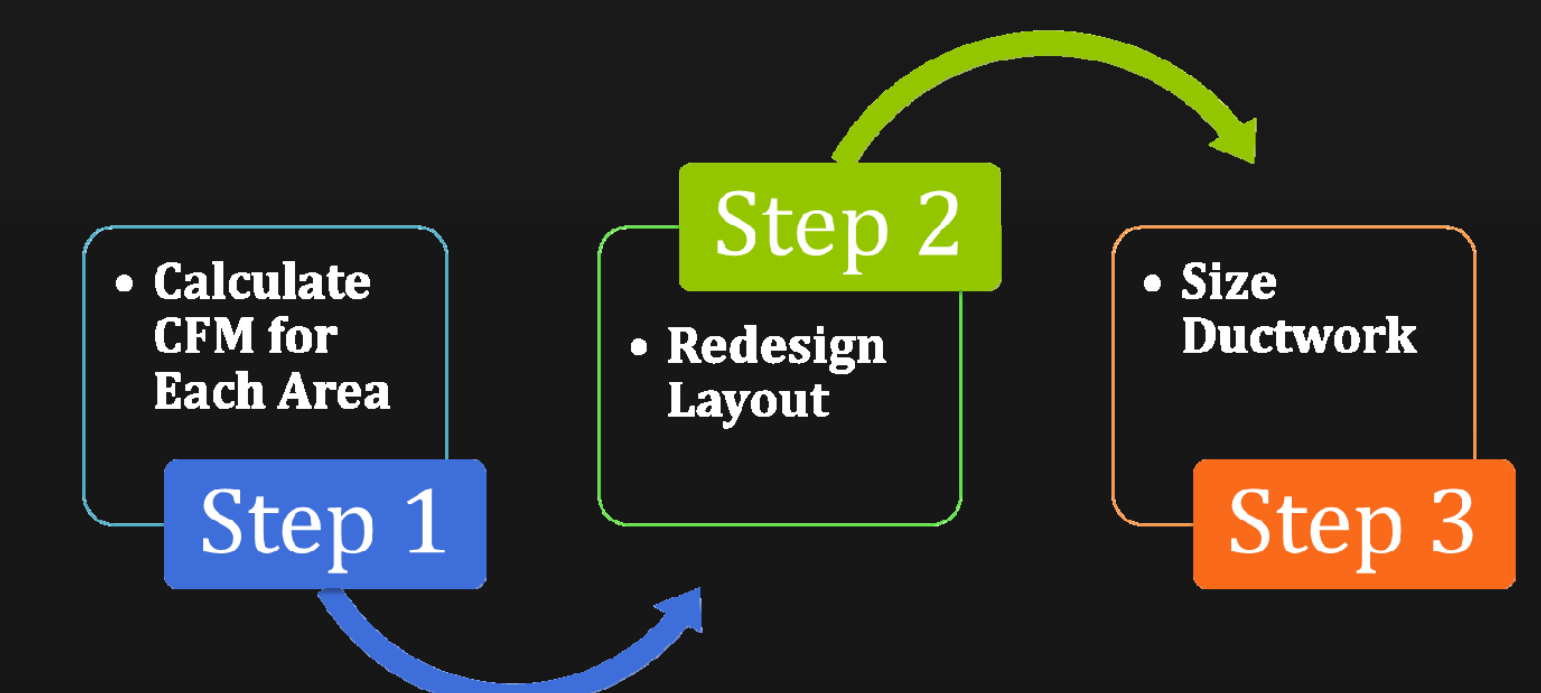 • Calculate
CFM for
Each Area
Step 1
Step 2
• Redesign
Layout
• Size
Ductwork
Step 3